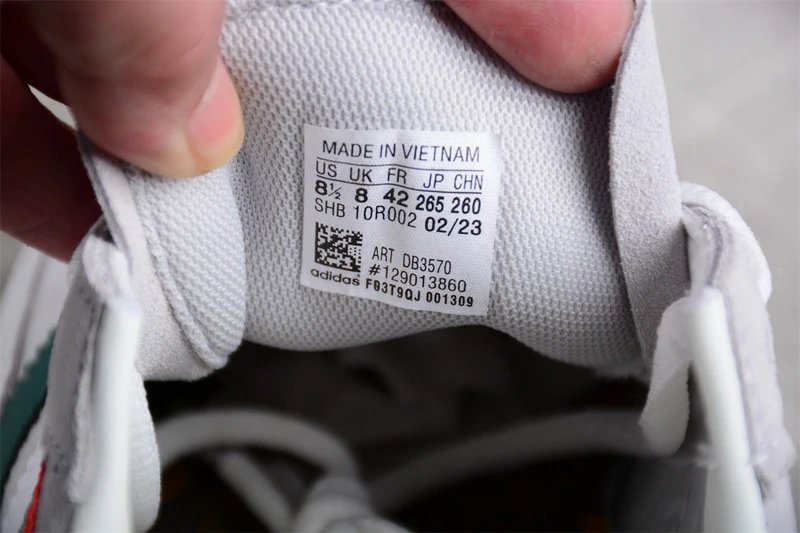 MADE IN VIETNAM
US UK FR JP CHN
8½ 8 42 265 260
SHB 10R002 02/23
ART DB3570
#129013860
adidas F03T9QJ 001309